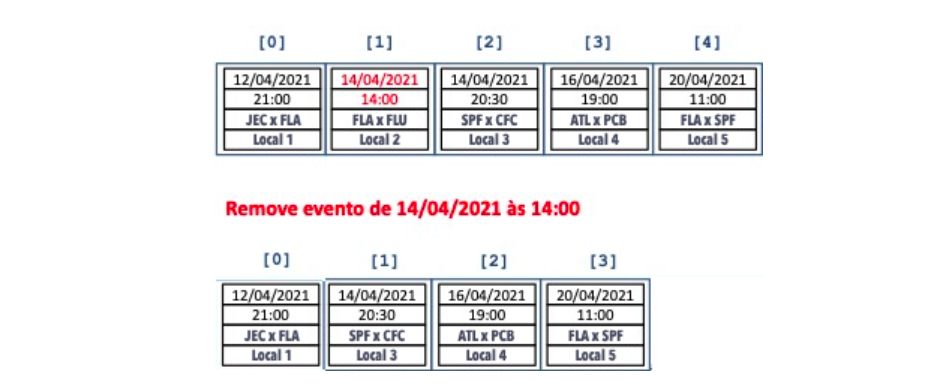 [0] [1] [2] [3] [4]
12/04/2021 14/04/2021 14/04/2021 16/04/2021 20/04/2021
21:00 14:00 20:30 19:00 11:00
JEC x FLA FLA x FLU SPF x CFC ATL x PCB FLA x SPF
Local 1 Local 2 Local 3 Local 4 Local 5
Remove evento de 14/04/2021 às 14:00
[0] [1] [2] [3]
12/04/2021 14/04/2021 16/04/2021 20/04/2021
21:00 20:30 19:00 11:00
JEC x FLA SPF x CFC ATL x PCB FLA x SPF
Local 1 Local 3 Local 4 Local 5